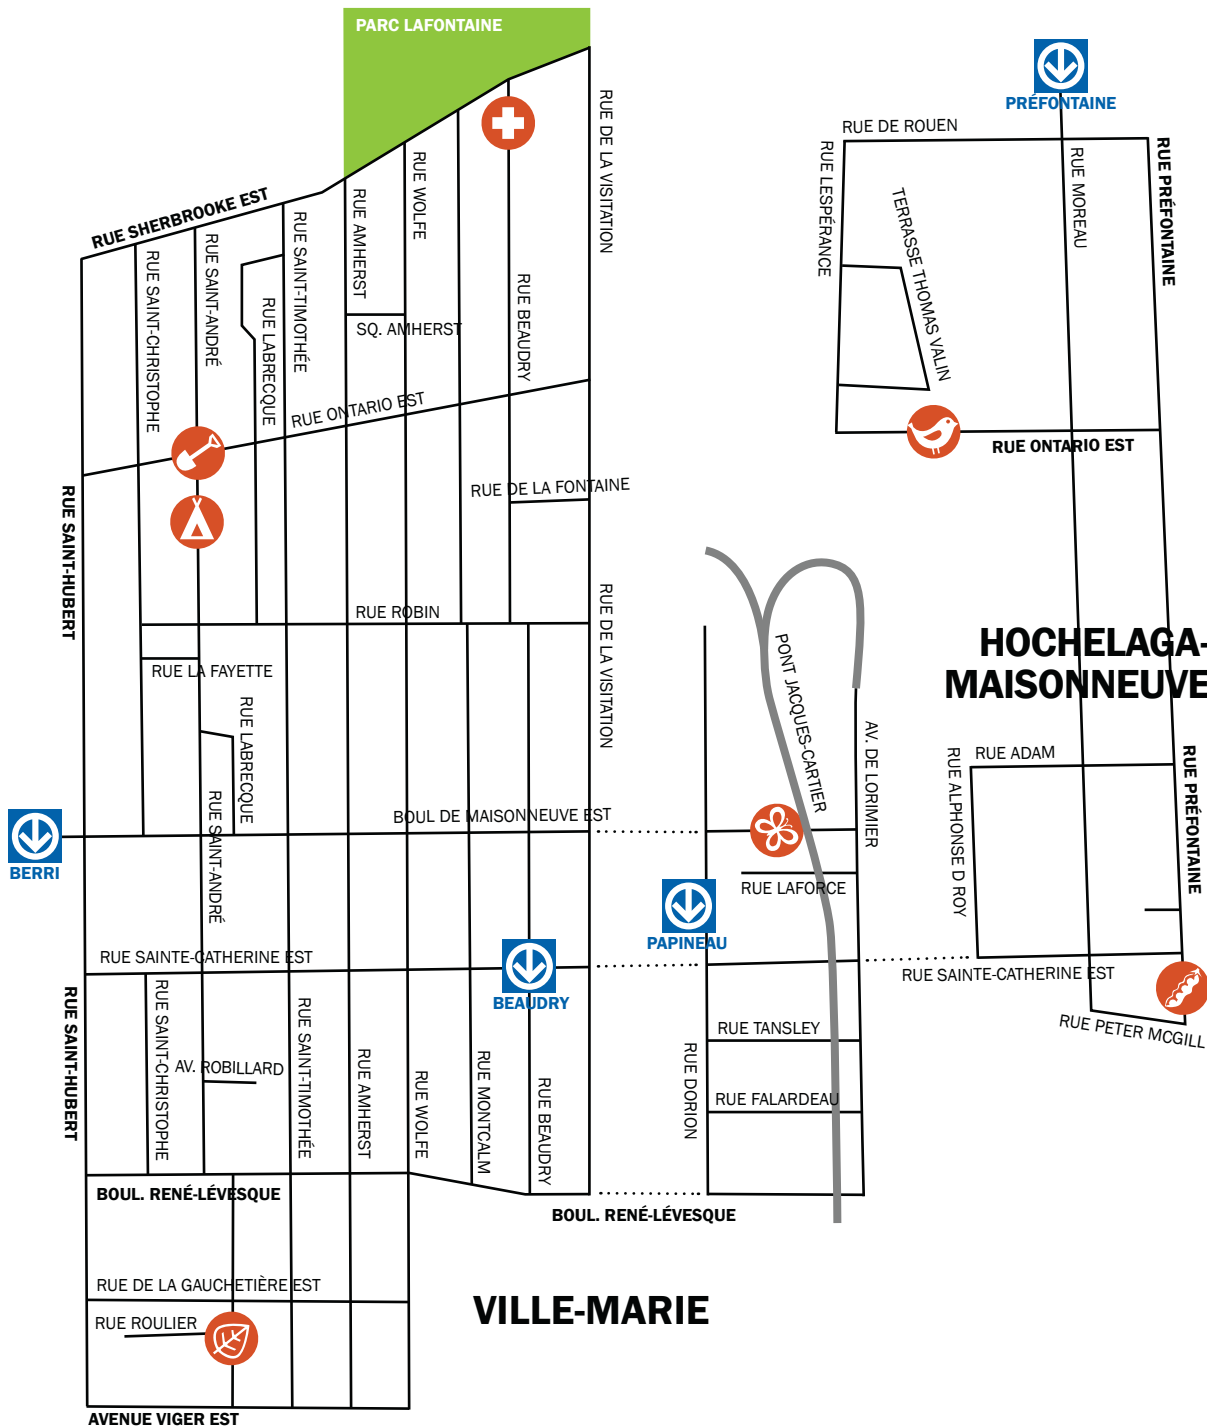 PARC LAFONTAINE
PRÉFONTAINE
RUE DE ROUEN
RUE DE LA VISITATION
RUE WOLFE
RUE AMHERST
RUE SHERBROOKE EST
RUE SAINT-TIMOTHÉE
RUE SAINT-ANDRÉ
RUE SAINT-CHRISTOPHE
RUE LABRECQUE
RUE BEAUDRY
SQ. AMHERST
RUE ONTARIO EST
RUE LESPÉRANCE
TERRASSE THOMAS VALIN
RUE MOREAU
RUE PRÉFONTAINE
RUE ONTARIO EST
RUE DE LA FONTAINE
RUE SAINT-HUBERT
RUE ROBIN
RUE DE LA VISITATION
RUE LA FAYETTE
RUE LABRECQUE
PONT JACQUES-CARTIER
HOCHELAGA-
MAISONNEUVE
AV. DE LORIMIER
RUE ADAM
RUE ALPHONSE D ROY
RUE PRÉFONTAINE
BOUL DE MAISONNEUVE EST
BERRI
RUE SAINT-ANDRÉ
RUE LAFORCE
PAPINEAU
RUE SAINTE-CATHERINE EST
BEAUDRY
RUE SAINTE-CATHERINE EST
RUE PETER MCGILL
RUE SAINT-HUBERT
RUE SAINT-CHRISTOPHE
AV. ROBILLARD
RUE SAINT-TIMOTHÉE
RUE AMHERST
RUE WOLFE
RUE MONTCALM
RUE BEAUDRY
RUE DORION
RUE TANSLEY
RUE FALARDEAU
BOUL. RENÉ-LÉVESQUE
BOUL. RENÉ-LÉVESQUE
RUE DE LA GAUCHETIÈRE EST
RUE ROULIER
VILLE-MARIE
AVENUE VIGER EST